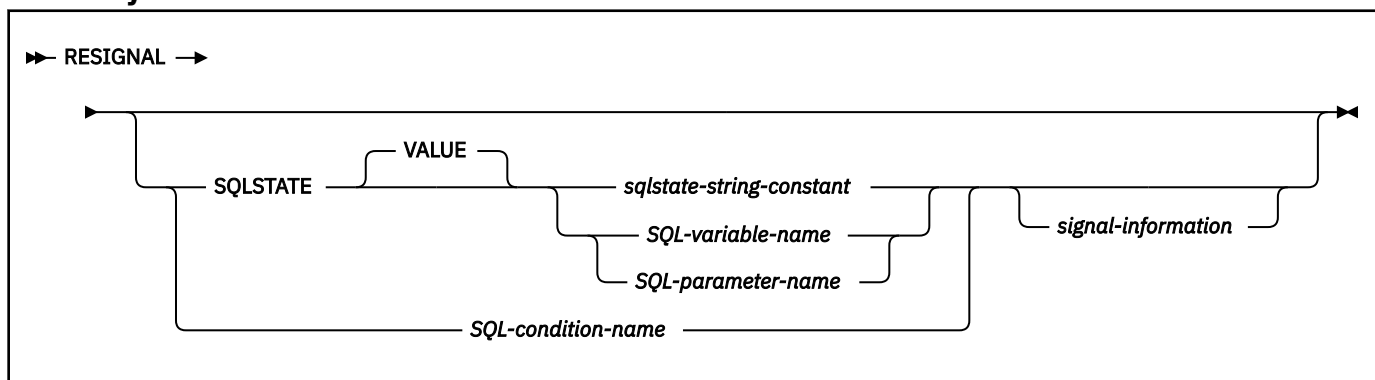 RESIGNAL
VALUE
SQLSTATE
sqlstate-string-constant
SQL-variable-name
signal-information
SQL-parameter-name
SQL-condition-name